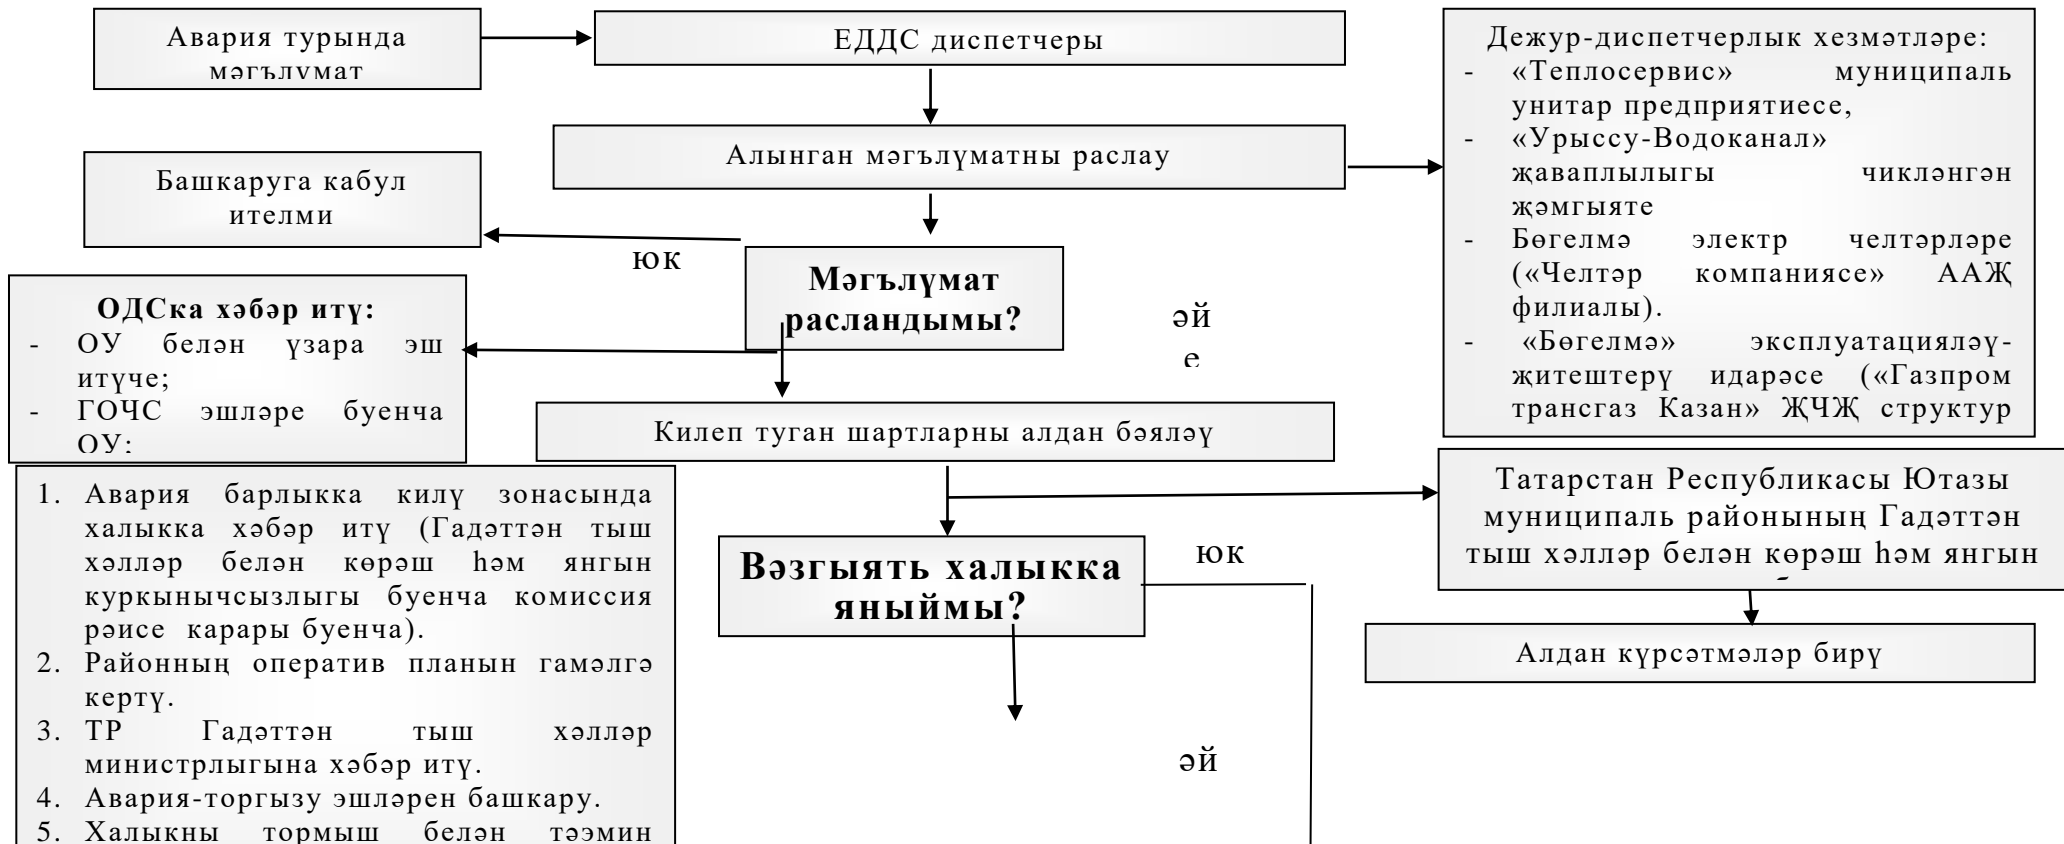 Авария турында
мәгълүмат
ЕДДС диспетчеры
Дежур-диспетчерлык хезмәтләре:
- «Теплосервис» муниципаль
унитар предприятиесе,
- «Урыссу-Водоканал»
җаваплылыгы чикләнгән
җәмгыяте
- Бөгелмә электр челтәрләре
(«Челтәр компаниясе» ААҖ
филиалы).
- «Бөгелмә» эксплуатацияләү-
җитештерү идарәсе («Газпром
трансгаз Казан» ҖЧҖ структур
Алынган мәгълүматны раслау
Башкаруга кабул
ителми
юк
Мәгълүмат
расландымы?
әй
е
ОДСка хәбәр итү:
- ОУ белән үзара эш
итүче;
- ГОЧС эшләре буенча
ОУ;
Килеп туган шартларны алдан бәяләү
1. Авария барлыкка килү зонасында
халыкка хәбәр итү (Гадәттән тыш
хәлләр белән көрәш һәм янгын
куркынычсызлыгы буенча комиссия
рәисе карары буенча).
2. Районның оператив планын гамәлгә
кертү.
3. ТР Гадәттән тыш хәлләр
министрлыгына хәбәр итү.
4. Авария-торгызу эшләрен башкару.
5. Халыкны тормыш белән тәэмин
Татарстан Республикасы Ютазы
муниципаль районының Гадәттән
тыш хәлләр белән көрәш һәм янгын
Вәзгыять халыкка
яныймы?
юк
Алдан күрсәтмәләр бирү
әй